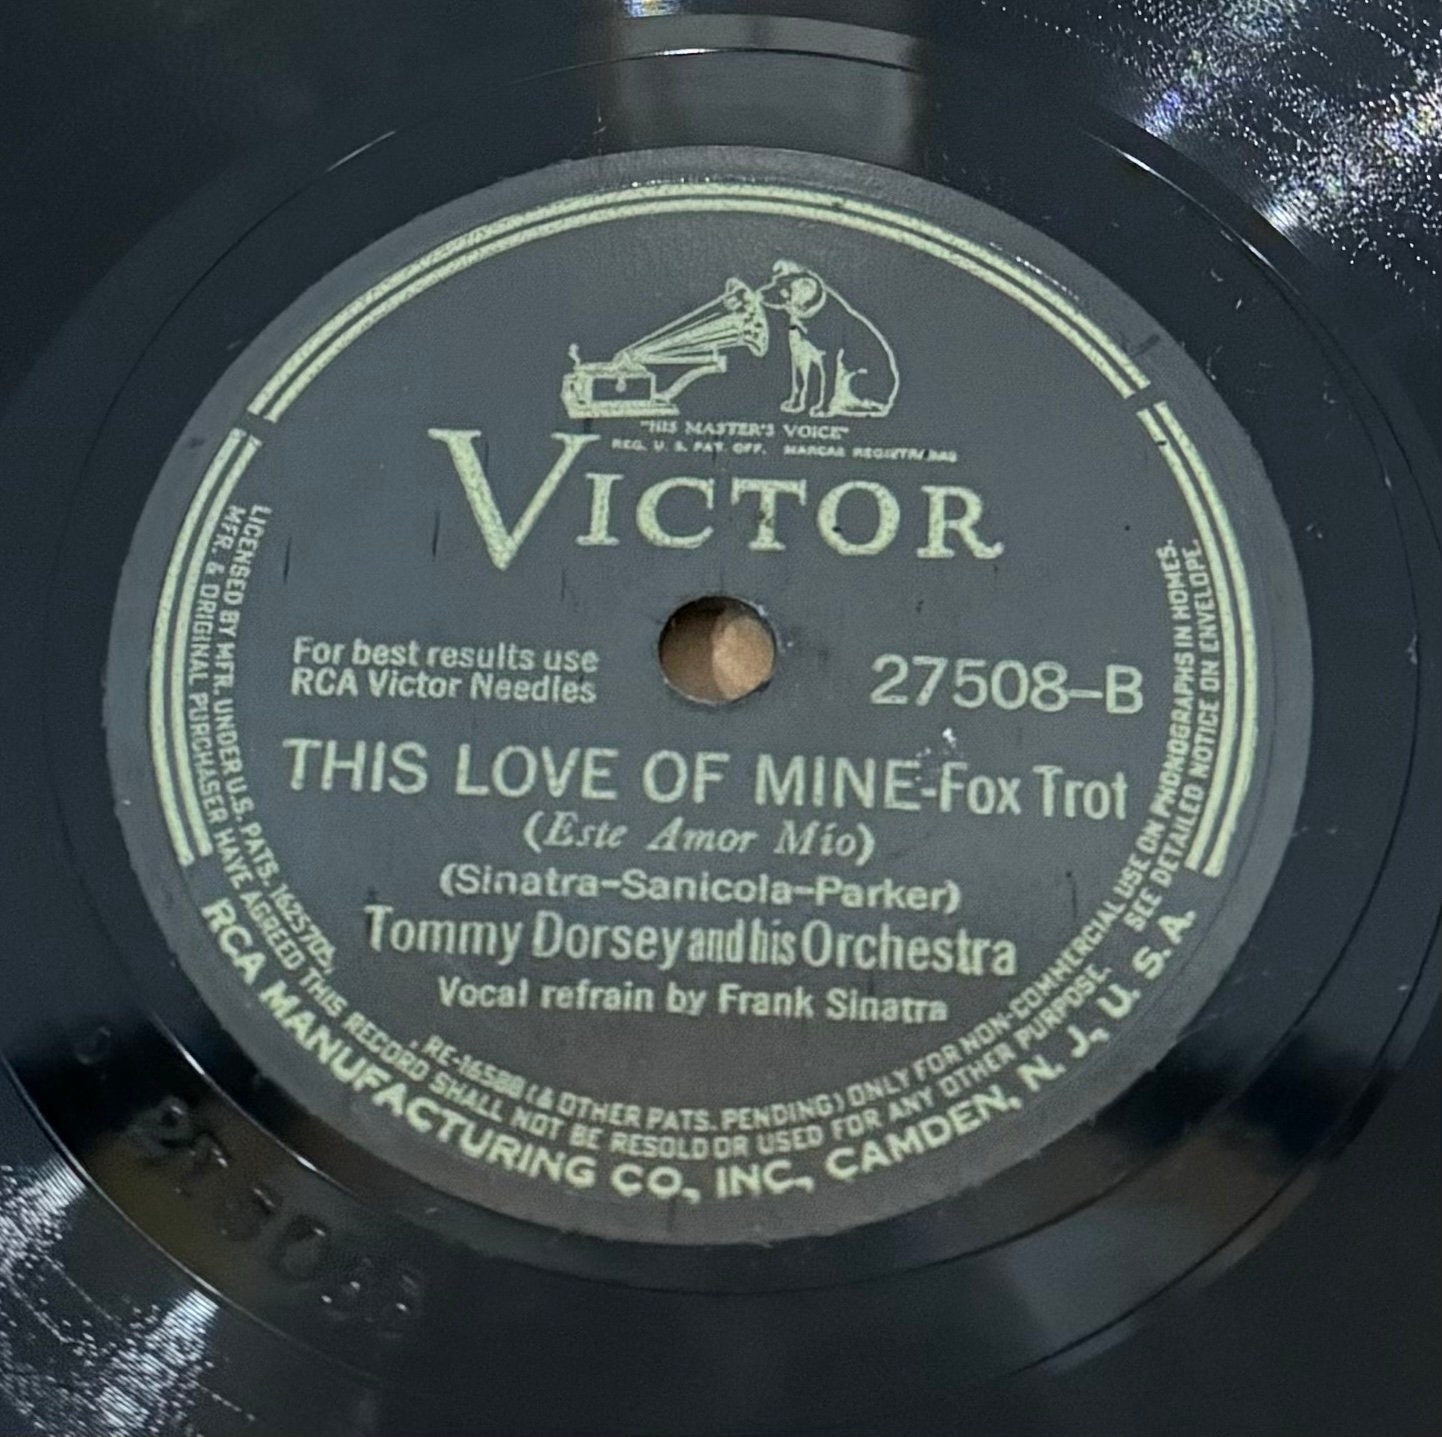 "HIS MASTER'S VOICE"
REG. U. S. PAT. OFF. MARCAS REGISTRADAS
VICTOR
For best results use
RCA Victor Needles
27508-B
THIS LOVE OF MINE-Fox Trot
(Este Amor Mío)
(Sinatra-Sanicola-Parker)
Tommy Dorsey and his Orchestra
Vocal refrain by Frank Sinatra
LICENSED BY MFR. UNDER U.S. PATS. 1625705, RE-16588 (& OTHER PATS. PENDING) ONLY FOR NON-COMMERCIAL USE ON PHONOGRAPHS IN HOMES.
MFR. & ORIGINAL PURCHASER HAVE AGREED THIS RECORD SHALL NOT BE RESOLD OR USED FOR ANY OTHER PURPOSE. SEE DETAILED NOTICE ON ENVELOPE.
RCA MANUFACTURING CO., INC., CAMDEN, N. J., U. S. A.